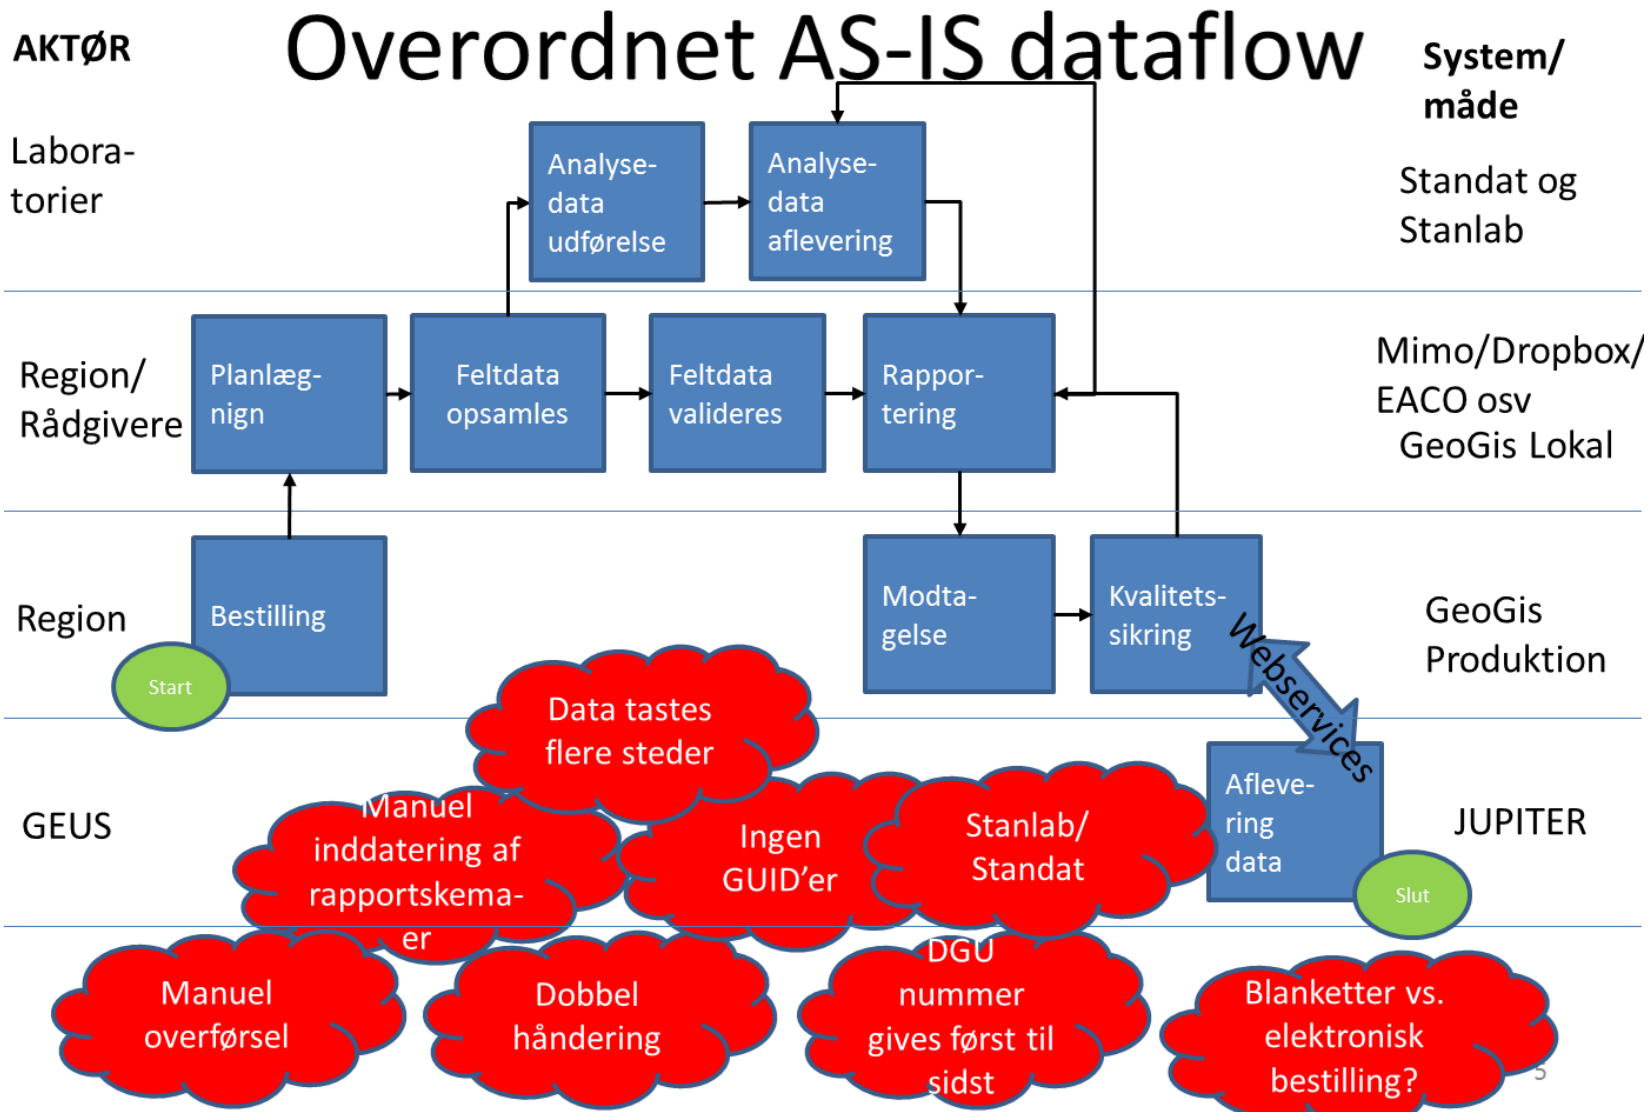 Overordnet AS-IS dataflow
AKTØR
System/
måde
Labora-
torier
Analyse-
data
udførelse
Analyse-
data
aflevering
Standat og
Stanlab
Region/
Rådgivere
Planlæg-
nign
Feltdata
opsamles
Feltdata
valideres
Rappor-
tering
Mimo/Dropbox/
EACO osv
GeoGis Lokal
Region
Bestilling
Start
Modta-
gelse
Kvalitets-
sikring
Webservices
GeoGis
Produktion
Data tastes
flere steder
GEUS
Manuel
inddatering af
rapportskema-
er
Ingen
GUID’er
Stanlab/
Standat
Afleve-
ring
data
Slut
JUPITER
Manuel
overførsel
Dobbel
håndering
DGU
nummer
gives først til
sidst
Blanketter vs.
elektronisk
bestilling?
5